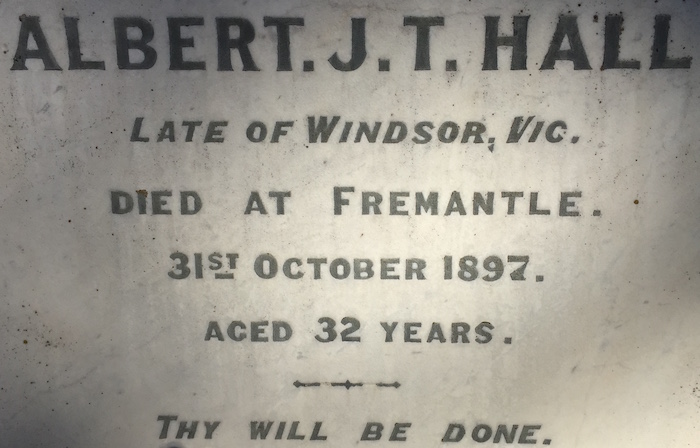 ALBERT. J. T. HALL
LATE OF WINDSOR, VIC.
DIED AT FREMANTLE.
31ST OCTOBER 1897.
AGED 32 YEARS.
THY WILL BE DONE.